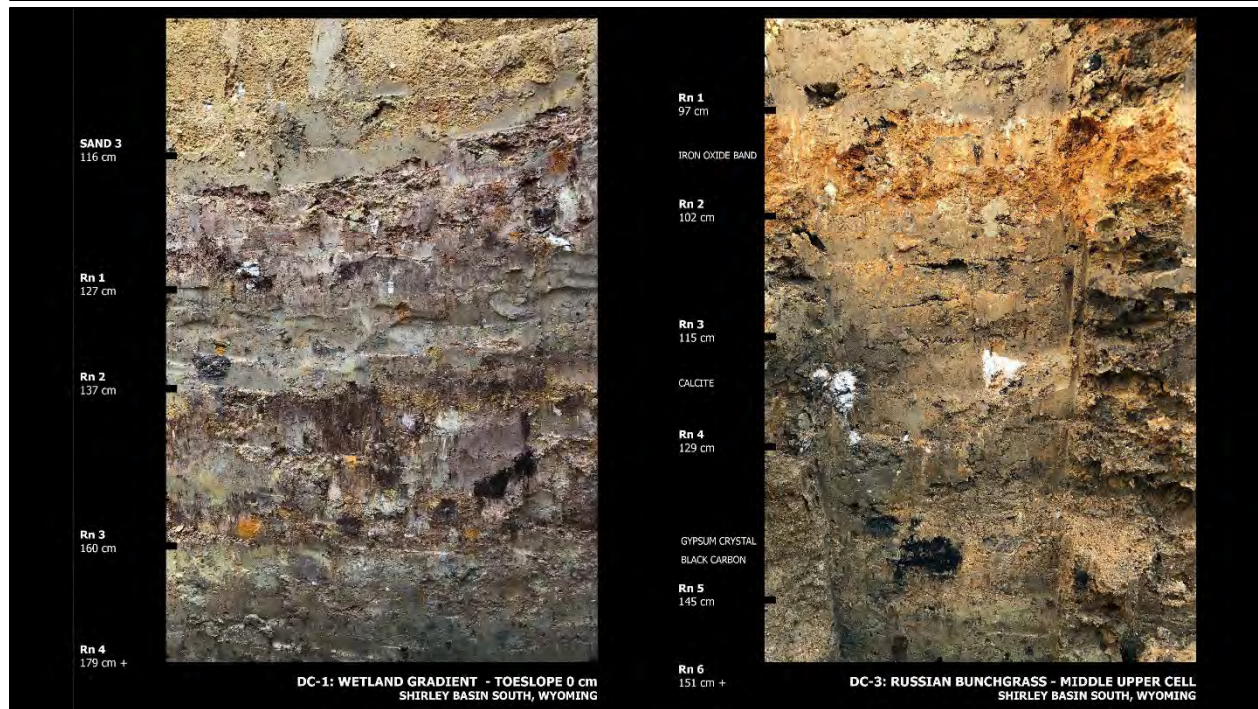 SAND 3
116 cm
Rn 1
127 cm
Rn 2
137 cm
Rn 3
160 cm
Rn 4
179 cm +
DC-1: WETLAND GRADIENT - TOESLOPE 0 cm
SHIRLEY BASIN SOUTH, WYOMING
Rn 1
97 cm
IRON OXIDE BAND
Rn 2
102 cm
Rn 3
115 cm
CALCITE
Rn 4
129 cm
GYPSUM CRYSTAL
BLACK CARBON
Rn 5
145 cm
Rn 6
151 cm +
DC-3: RUSSIAN BUNCHGRASS - MIDDLE UPPER CELL
SHIRLEY BASIN SOUTH, WYOMING